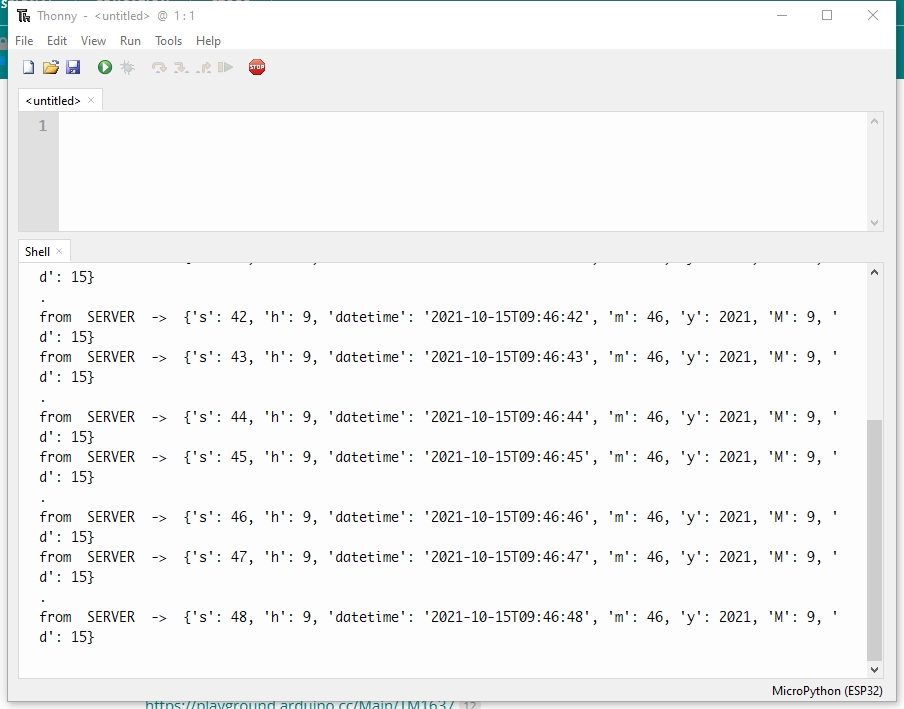 Thonny - <untitled> @ 1:1
File Edit View Run Tools Help
STOP
<untitled> ×
1
Shell ×
d': 15}
.
from  SERVER  ->  {'s': 42, 'h': 9, 'datetime': '2021-10-15T09:46:42', 'm': 46, 'y': 2021, 'M': 9, '
d': 15}
from  SERVER  ->  {'s': 43, 'h': 9, 'datetime': '2021-10-15T09:46:43', 'm': 46, 'y': 2021, 'M': 9, '
d': 15}
.
from  SERVER  ->  {'s': 44, 'h': 9, 'datetime': '2021-10-15T09:46:44', 'm': 46, 'y': 2021, 'M': 9, '
d': 15}
from  SERVER  ->  {'s': 45, 'h': 9, 'datetime': '2021-10-15T09:46:45', 'm': 46, 'y': 2021, 'M': 9, '
d': 15}
.
from  SERVER  ->  {'s': 46, 'h': 9, 'datetime': '2021-10-15T09:46:46', 'm': 46, 'y': 2021, 'M': 9, '
d': 15}
from  SERVER  ->  {'s': 47, 'h': 9, 'datetime': '2021-10-15T09:46:47', 'm': 46, 'y': 2021, 'M': 9, '
d': 15}
.
from  SERVER  ->  {'s': 48, 'h': 9, 'datetime': '2021-10-15T09:46:48', 'm': 46, 'y': 2021, 'M': 9, '
d': 15}
MicroPython (ESP32)
https://playground.arduino.cc/Main/TM1637 12